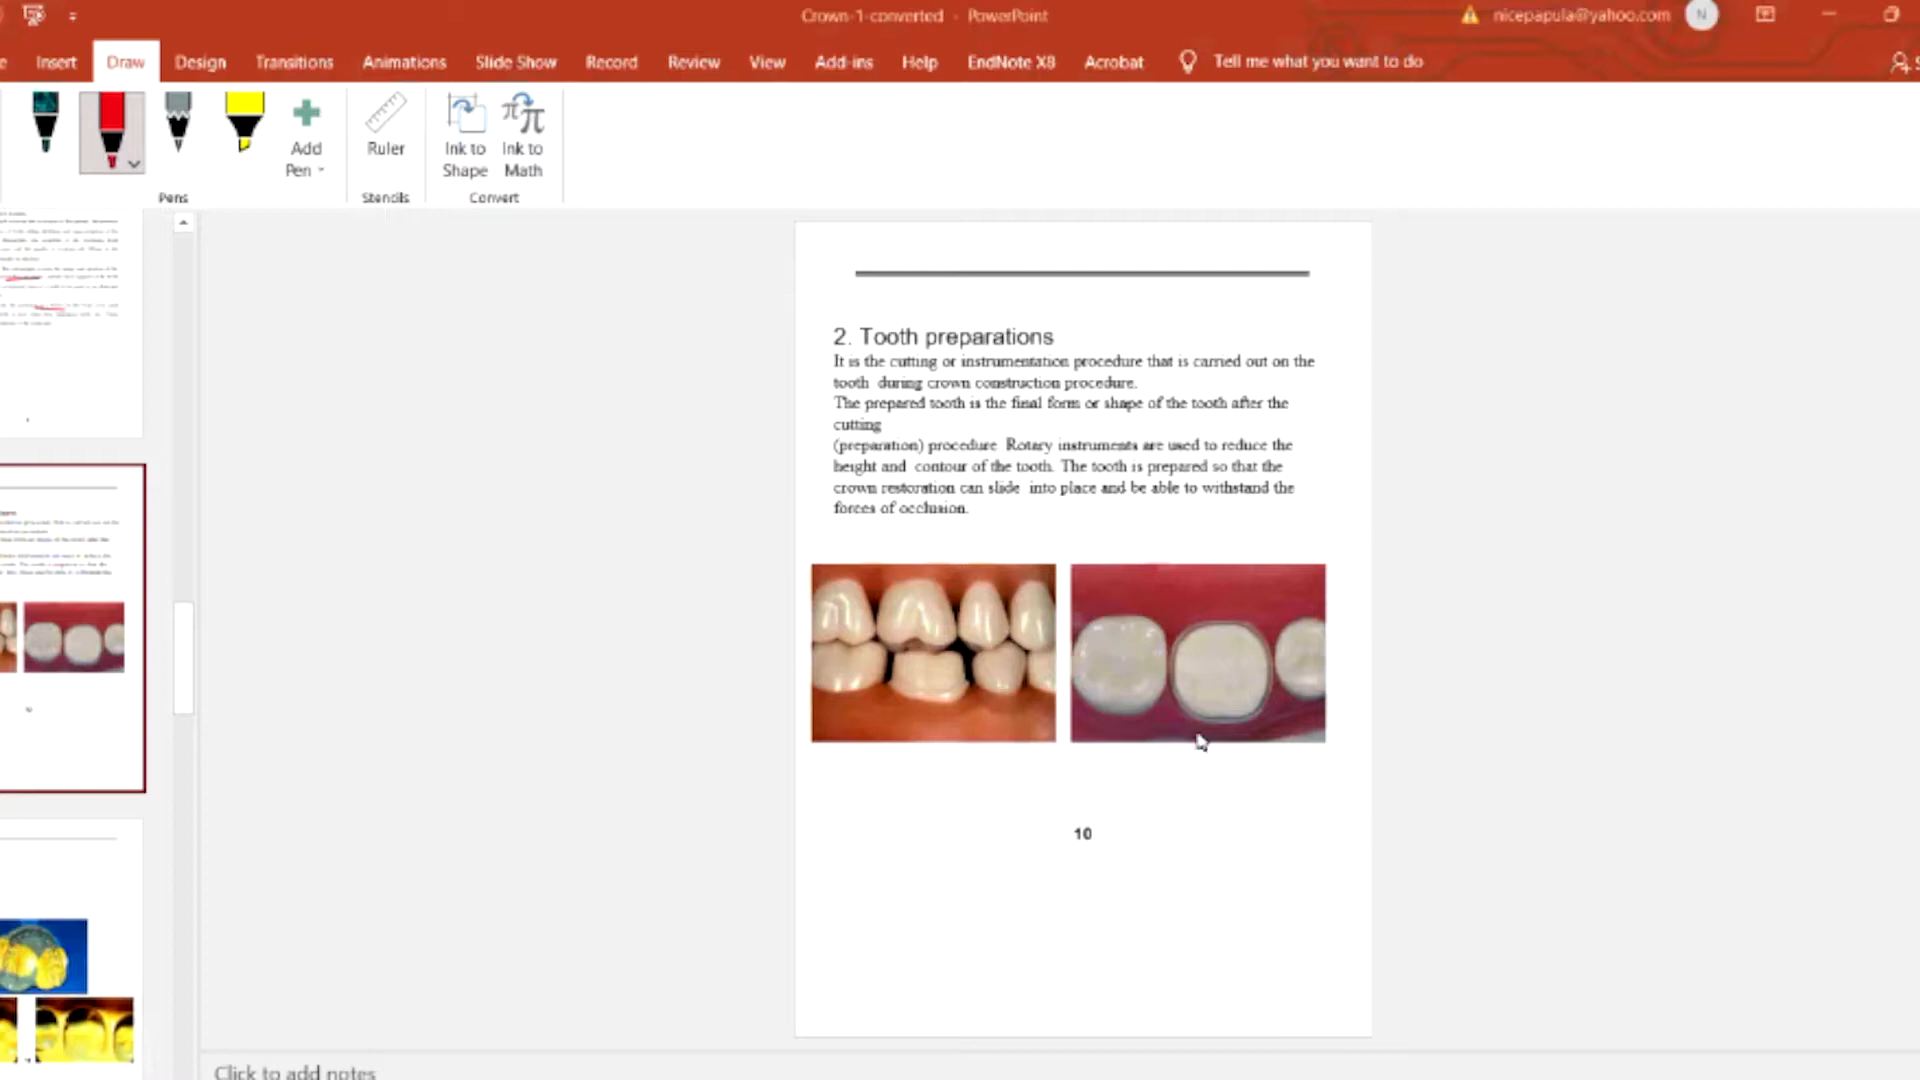 Crown-1-converted - PowerPoint
nicepapula@yahoo.com
N
Insert
Draw
Design
Transitions
Animations
Slide Show
Record
Review
View
Add-ins
Help
EndNote X8
Acrobat
Tell me what you want to do
Add
Pen
Ruler
Ink to
Shape
Ink to
Math
Pens
Stencils
Convert
2. Tooth preparations
It is the cutting or instrumentation procedure that is carried out on the
tooth during crown construction procedure.
The prepared tooth is the final form or shape of the tooth after the
cutting
(preparation) procedure Rotary instruments are used to reduce the
height and contour of the tooth. The tooth is prepared so that the
crown restoration can slide into place and be able to withstand the
forces of occlusion.
10
Click to add notes